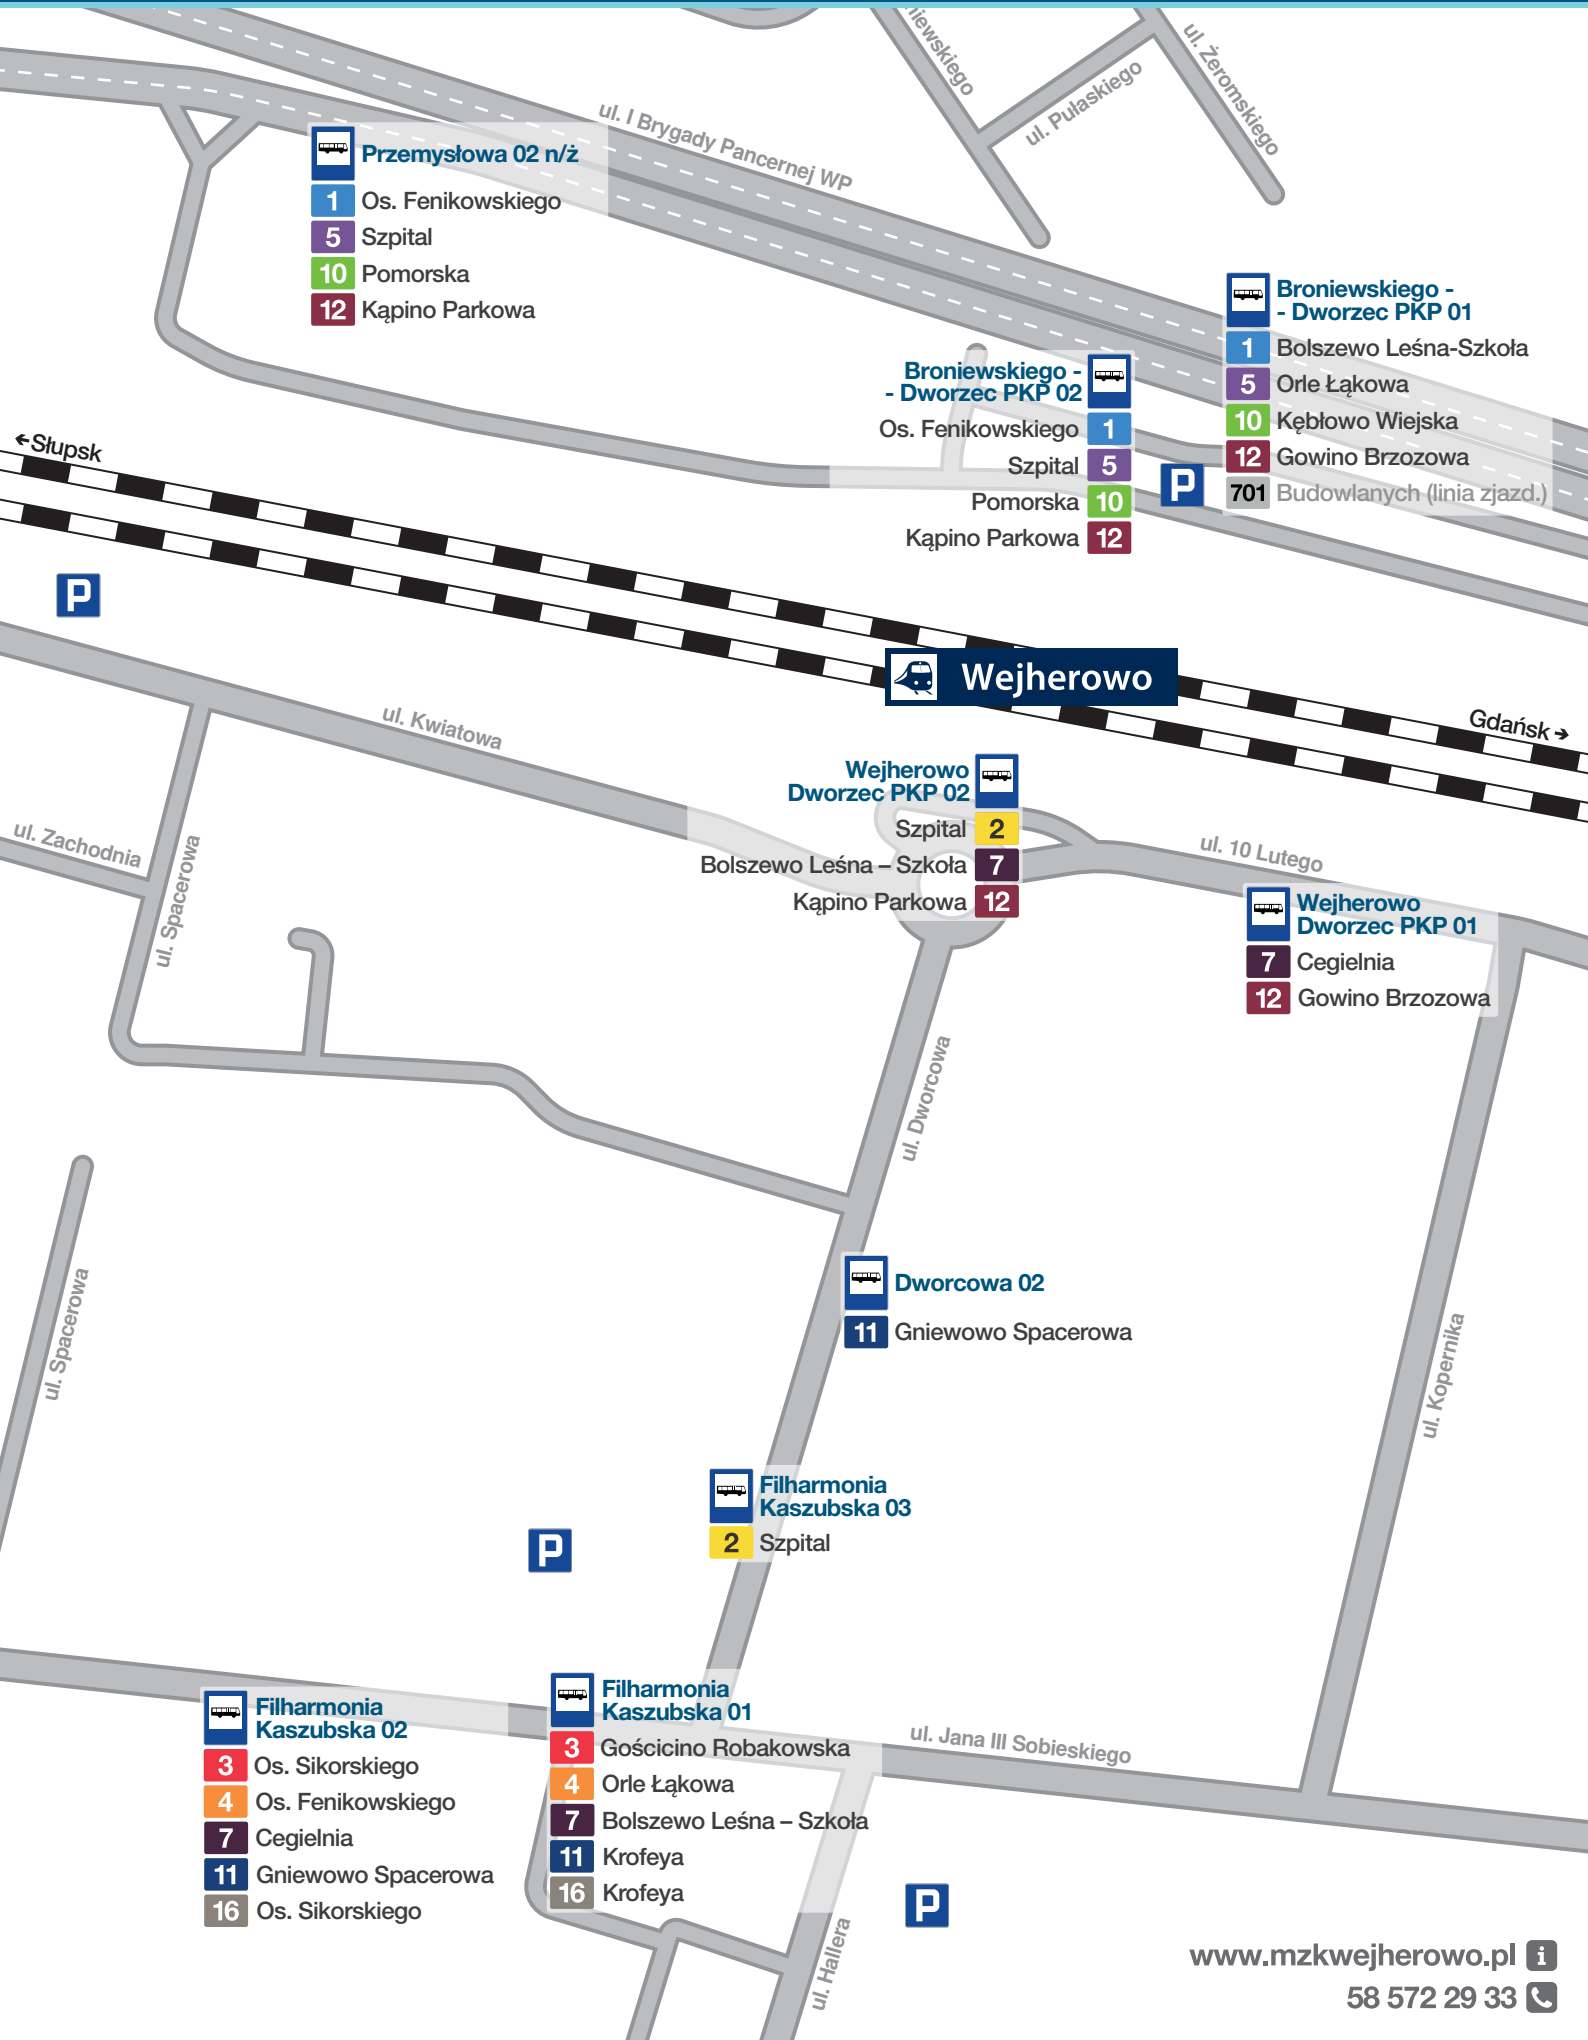 niewskiego
ul. Pułaskiego
ul. Żeromskiego
ul. I Brygady Pancernej WP
Przemysłowa 02 n/ż
1 Os. Fenikowskiego
5 Szpital
10 Pomorska
12 Kąpino Parkowa
Broniewskiego -
- Dworzec PKP 01
1 Bolszewo Leśna-Szkoła
5 Orle Łąkowa
10 Kębłowo Wiejska
12 Gowino Brzozowa
701 Budowlanych (linia zjazd.)
Broniewskiego -
- Dworzec PKP 02
Os. Fenikowskiego 1
Szpital 5
Pomorska 10
Kąpino Parkowa 12
P
←Słupsk
P
Wejherowo
Gdańsk →
ul. Kwiatowa
Wejherowo
Dworzec PKP 02
Szpital 2
Bolszewo Leśna – Szkoła 7
Kąpino Parkowa 12
ul. 10 Lutego
Wejherowo
Dworzec PKP 01
7 Cegielnia
12 Gowino Brzozowa
ul. Zachodnia
ul. Spacerowa
ul. Dworcowa
Dworcowa 02
11 Gniewowo Spacerowa
ul. Spacerowa
ul. Kopernika
Filharmonia
Kaszubska 03
2 Szpital
P
Filharmonia
Kaszubska 02
3 Os. Sikorskiego
4 Os. Fenikowskiego
7 Cegielnia
11 Gniewowo Spacerowa
16 Os. Sikorskiego
Filharmonia
Kaszubska 01
3 Gościcino Robakowska
4 Orle Łąkowa
7 Bolszewo Leśna – Szkoła
11 Krofeya
16 Krofeya
ul. Jana III Sobieskiego
P
ul. Hallera
www.mzkwejherowo.pl i
58 572 29 33